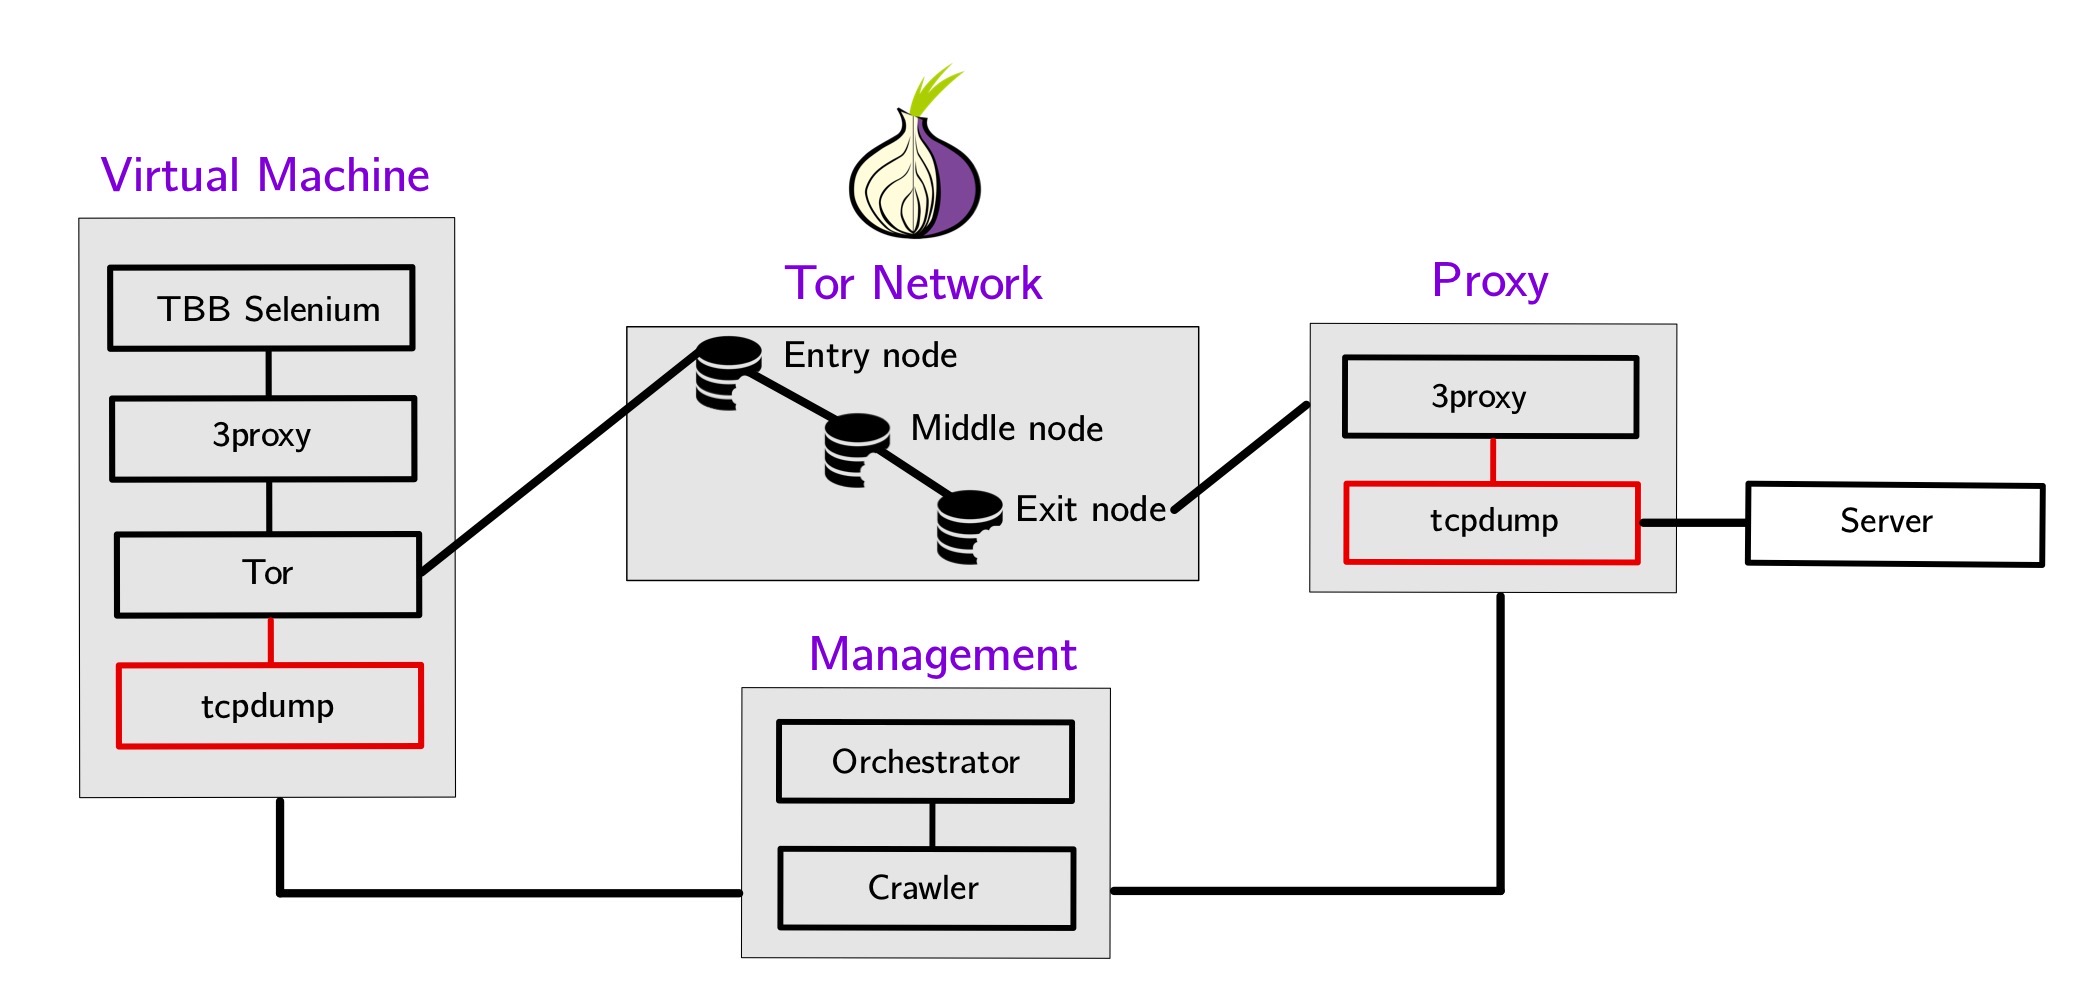 Virtual Machine
TBB Selenium
3proxy
Tor
tcpdump
Tor Network
Entry node
Middle node
Exit node
Proxy
3proxy
tcpdump
Server
Management
Orchestrator
Crawler